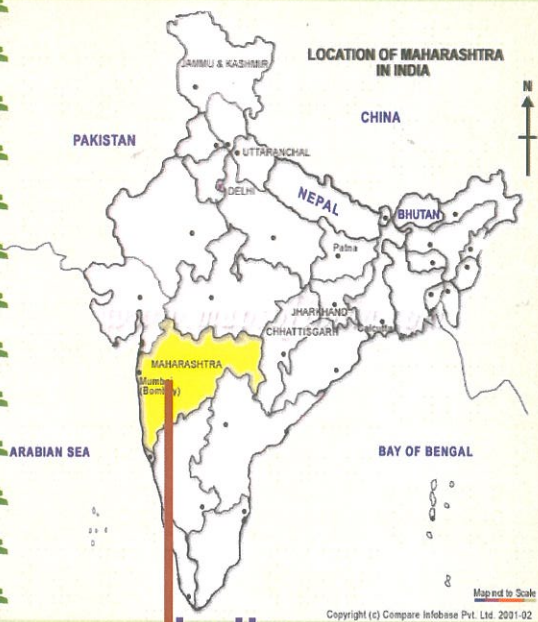 LOCATION OF MAHARASHTRA
IN INDIA
JAMMU & KASHMIR
N
CHINA
PAKISTAN
UTTARANCHAL
DELHI
NEPAL
BHUTAN
Patna
JHARKHAND
CHHATTISGARH
Calcutta
MAHARASHTRA
Mumbai
(Bombay)
ARABIAN SEA
BAY OF BENGAL
Map not to Scale
Copyright (c) Compare Infobase Pvt. Ltd. 2001-02